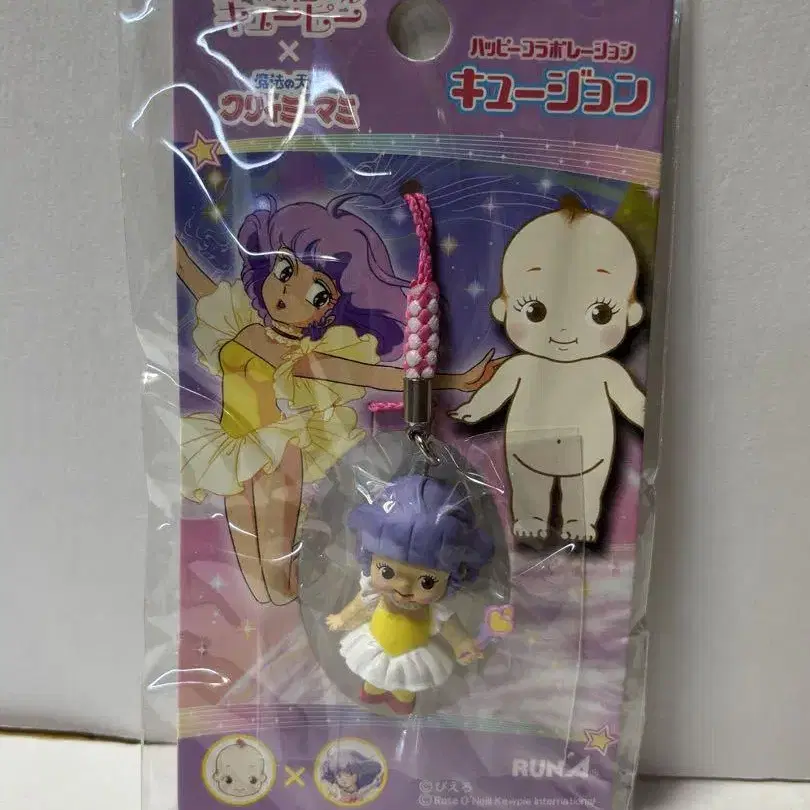 キューピー
×
魔法の天
クリィミーマミ
ハッピーコラボレーション
キュージョン
×
RUNA
©ぴえろ
©Rose O'Neill Kewpie International